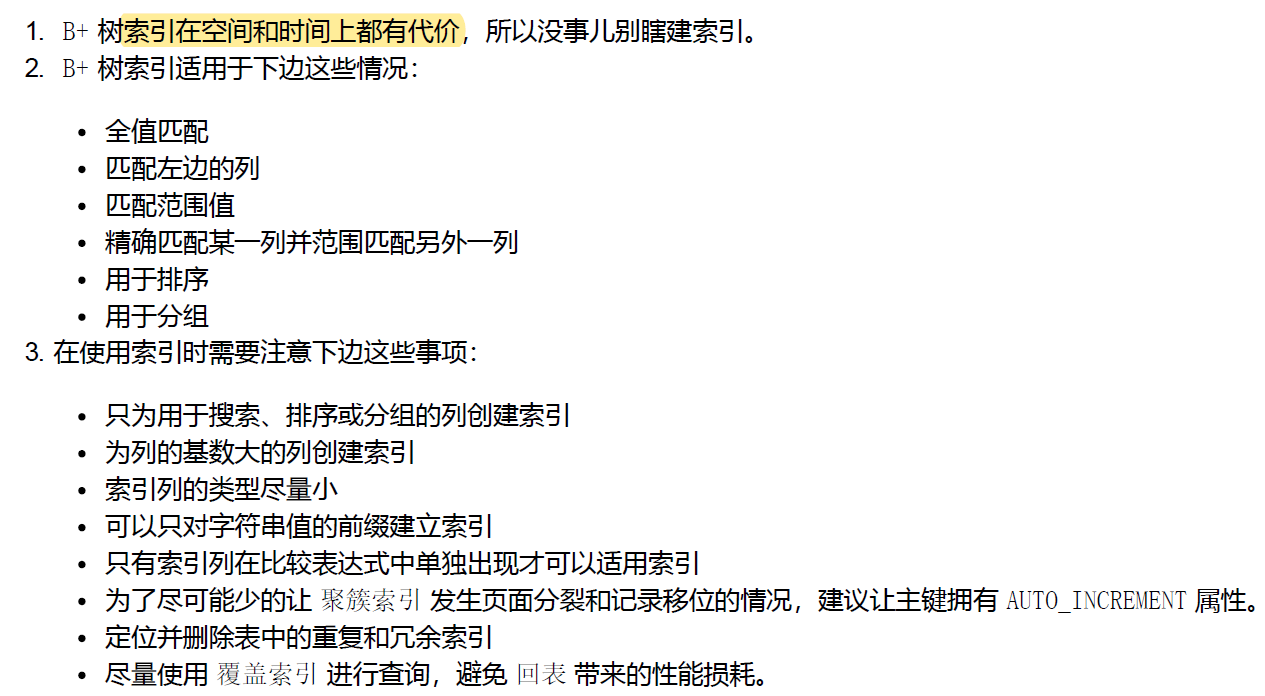 1. B+ 树索引在空间和时间上都有代价，所以没事儿别瞎建索引。
2. B+ 树索引适用于下边这些情况：
• 全值匹配
• 匹配左边的列
• 匹配范围值
• 精确匹配某一列并范围匹配另外一列
• 用于排序
• 用于分组
3. 在使用索引时需要注意下边这些事项：
• 只为用于搜索、排序或分组的列创建索引
• 为列的基数大的列创建索引
• 索引列的类型尽量小
• 可以只对字符串值的前缀建立索引
• 只有索引列在比较表达式中单独出现才可以适用索引
• 为了尽可能少的让 聚簇索引 发生页面分裂和记录移位的情况，建议让主键拥有 AUTO_INCREMENT 属性。
• 定位并删除表中的重复和冗余索引
• 尽量使用 覆盖索引 进行查询，避免 回表 带来的性能损耗。